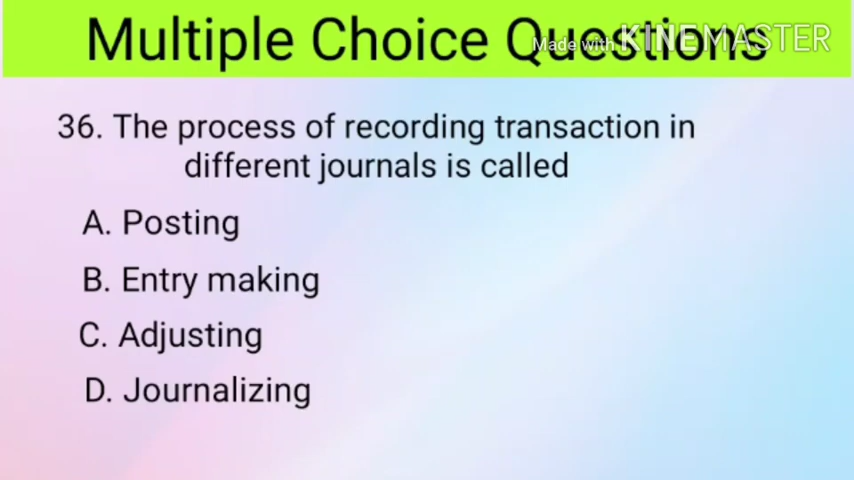 Multiple Choice Questions
Made with KINEMASTER
36. The process of recording transaction in
different journals is called
A. Posting
B. Entry making
C. Adjusting
D. Journalizing